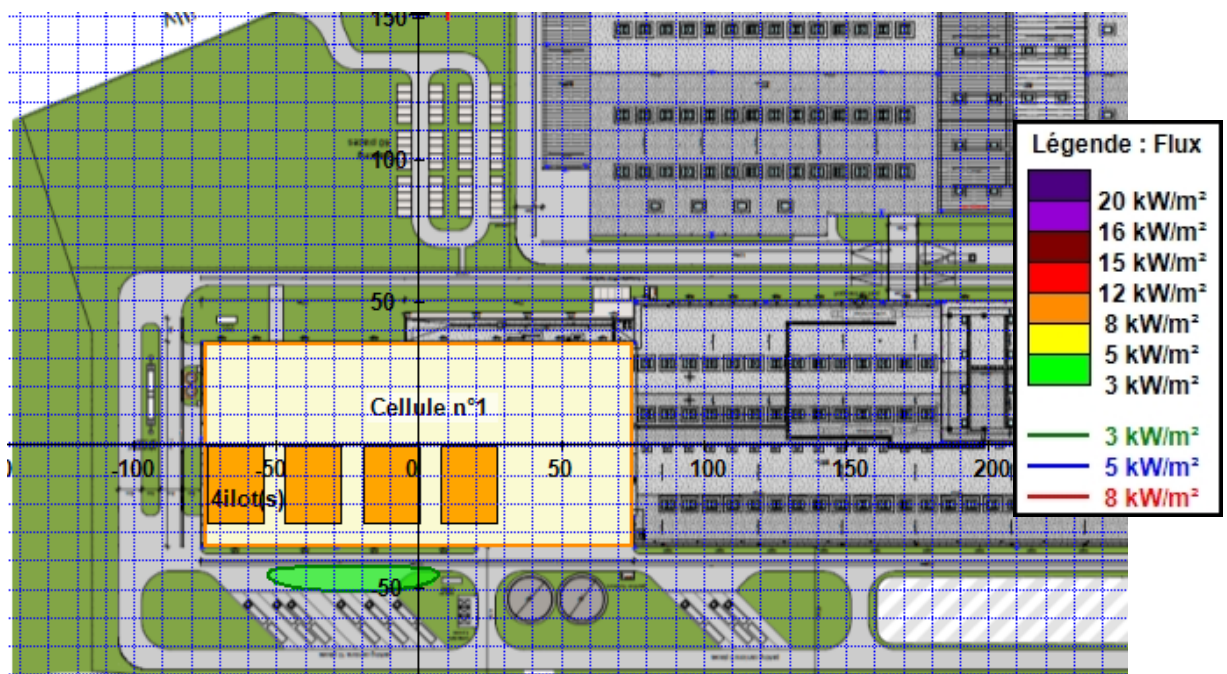 150
100
50
Cellule n°1
-100
-50
0
50
100
150
200
4ilot(s)
-50
Légende : Flux
20 kW/m²
16 kW/m²
15 kW/m²
12 kW/m²
8 kW/m²
5 kW/m²
3 kW/m²
3 kW/m²
5 kW/m²
8 kW/m²